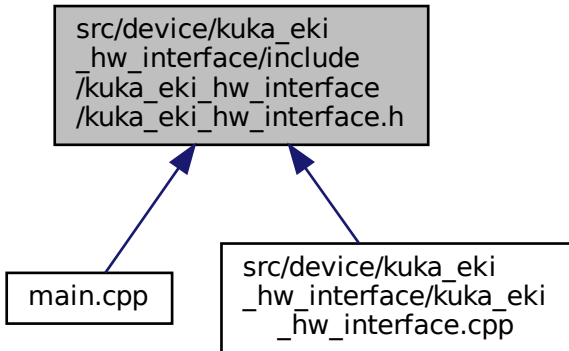 src/device/kuka_eki
_hw_interface/include
/kuka_eki_hw_interface
/kuka_eki_hw_interface.h
main.cpp
src/device/kuka_eki
_hw_interface/kuka_eki
_hw_interface.cpp